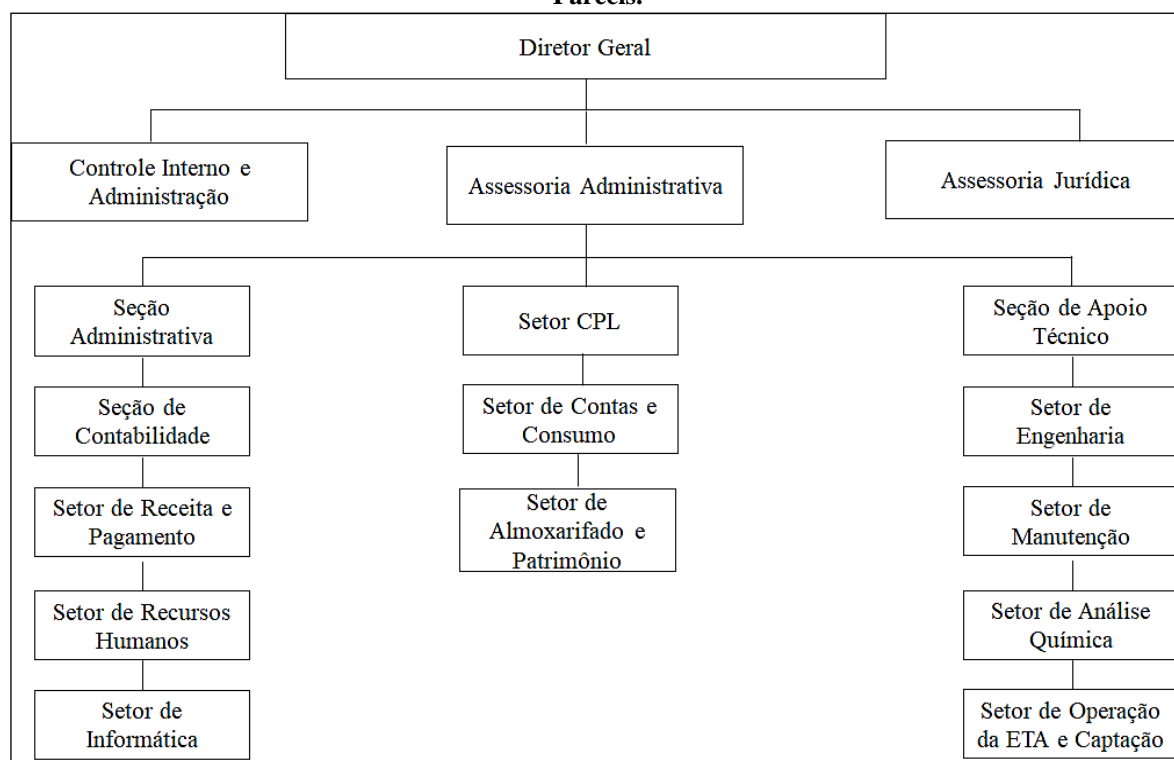 Parecis.
Diretor Geral
Controle Interno e
Administração
Assessoria Administrativa
Assessoria Jurídica
Seção
Administrativa
Setor CPL
Seção de Apoio
Técnico
Seção de
Contabilidade
Setor de Contas e
Consumo
Setor de
Engenharia
Setor de Receita e
Pagamento
Setor de
Almoxarifado e
Patrimônio
Setor de
Manutenção
Setor de Recursos
Humanos
Setor de Análise
Química
Setor de
Informática
Setor de Operação
da ETA e Captação